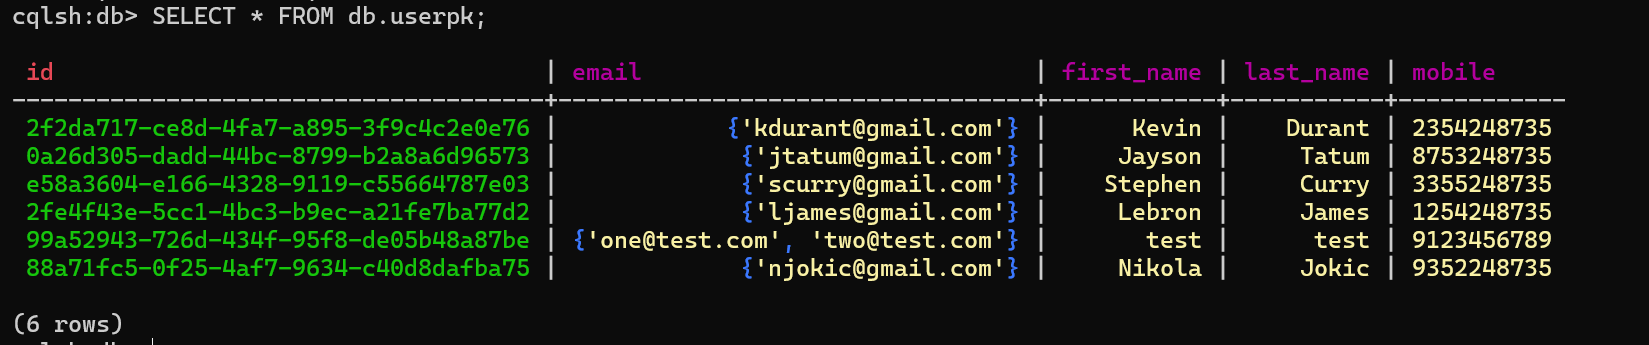 cqlsh:db> SELECT * FROM db.userpk;
id | email | first_name | last_name | mobile
--------------------------------------+----------------------------------+------------+-----------+------------
2f2da717-ce8d-4fa7-a895-3f9c4c2e0e76 | {'kdurant@gmail.com'} | Kevin | Durant | 2354248735
0a26d305-dadd-44bc-8799-b2a8a6d96573 | {'jtatum@gmail.com'} | Jayson | Tatum | 8753248735
e58a3604-e166-4328-9119-c55664787e03 | {'scurry@gmail.com'} | Stephen | Curry | 3355248735
2fe4f43e-5cc1-4bc3-b9ec-a21fe7ba77d2 | {'ljames@gmail.com'} | Lebron | James | 1254248735
99a52943-726d-434f-95f8-de05b48a87be | {'one@test.com', 'two@test.com'} | test | test | 9123456789
88a71fc5-0f25-4af7-9634-c40d8dafba75 | {'njokic@gmail.com'} | Nikola | Jokic | 9352248735
(6 rows)